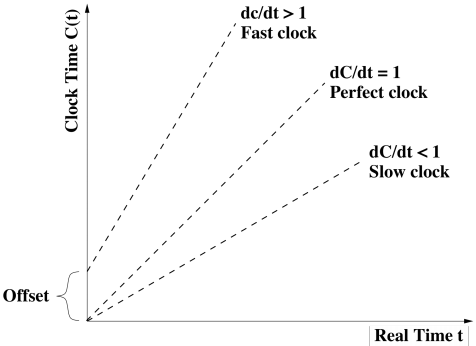 dc/dt > 1
Fast clock
Clock Time C(t)
dC/dt = 1
Perfect clock
dC/dt < 1
Slow clock
Offset
Real Time t